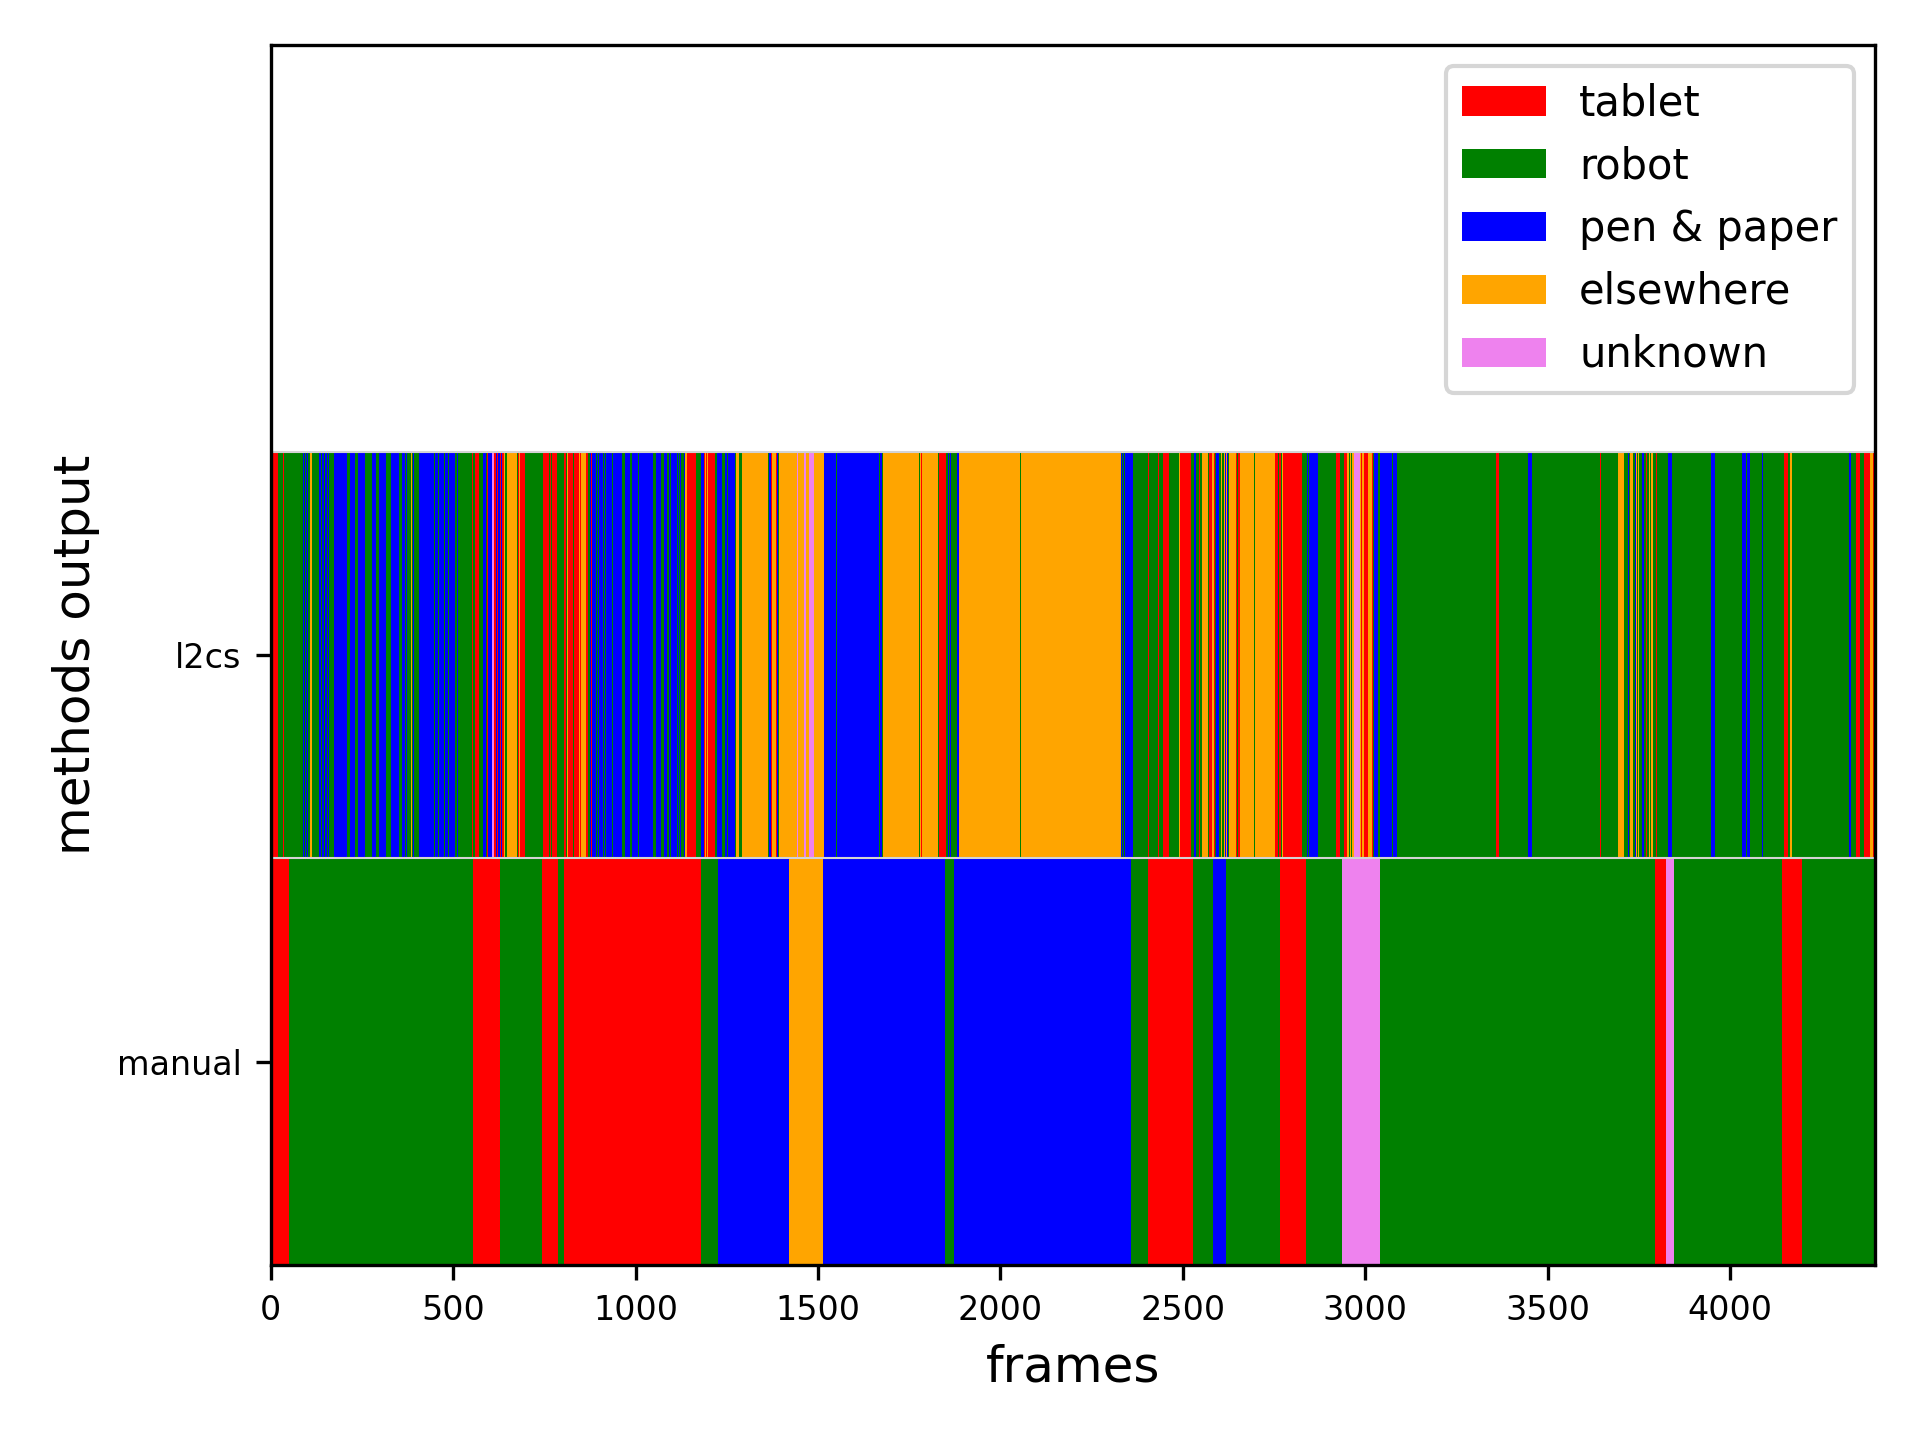 tablet
robot
pen & paper
elsewhere
unknown
methods output
l2cs
manual
0 500 1000 1500 2000 2500 3000 3500 4000
frames